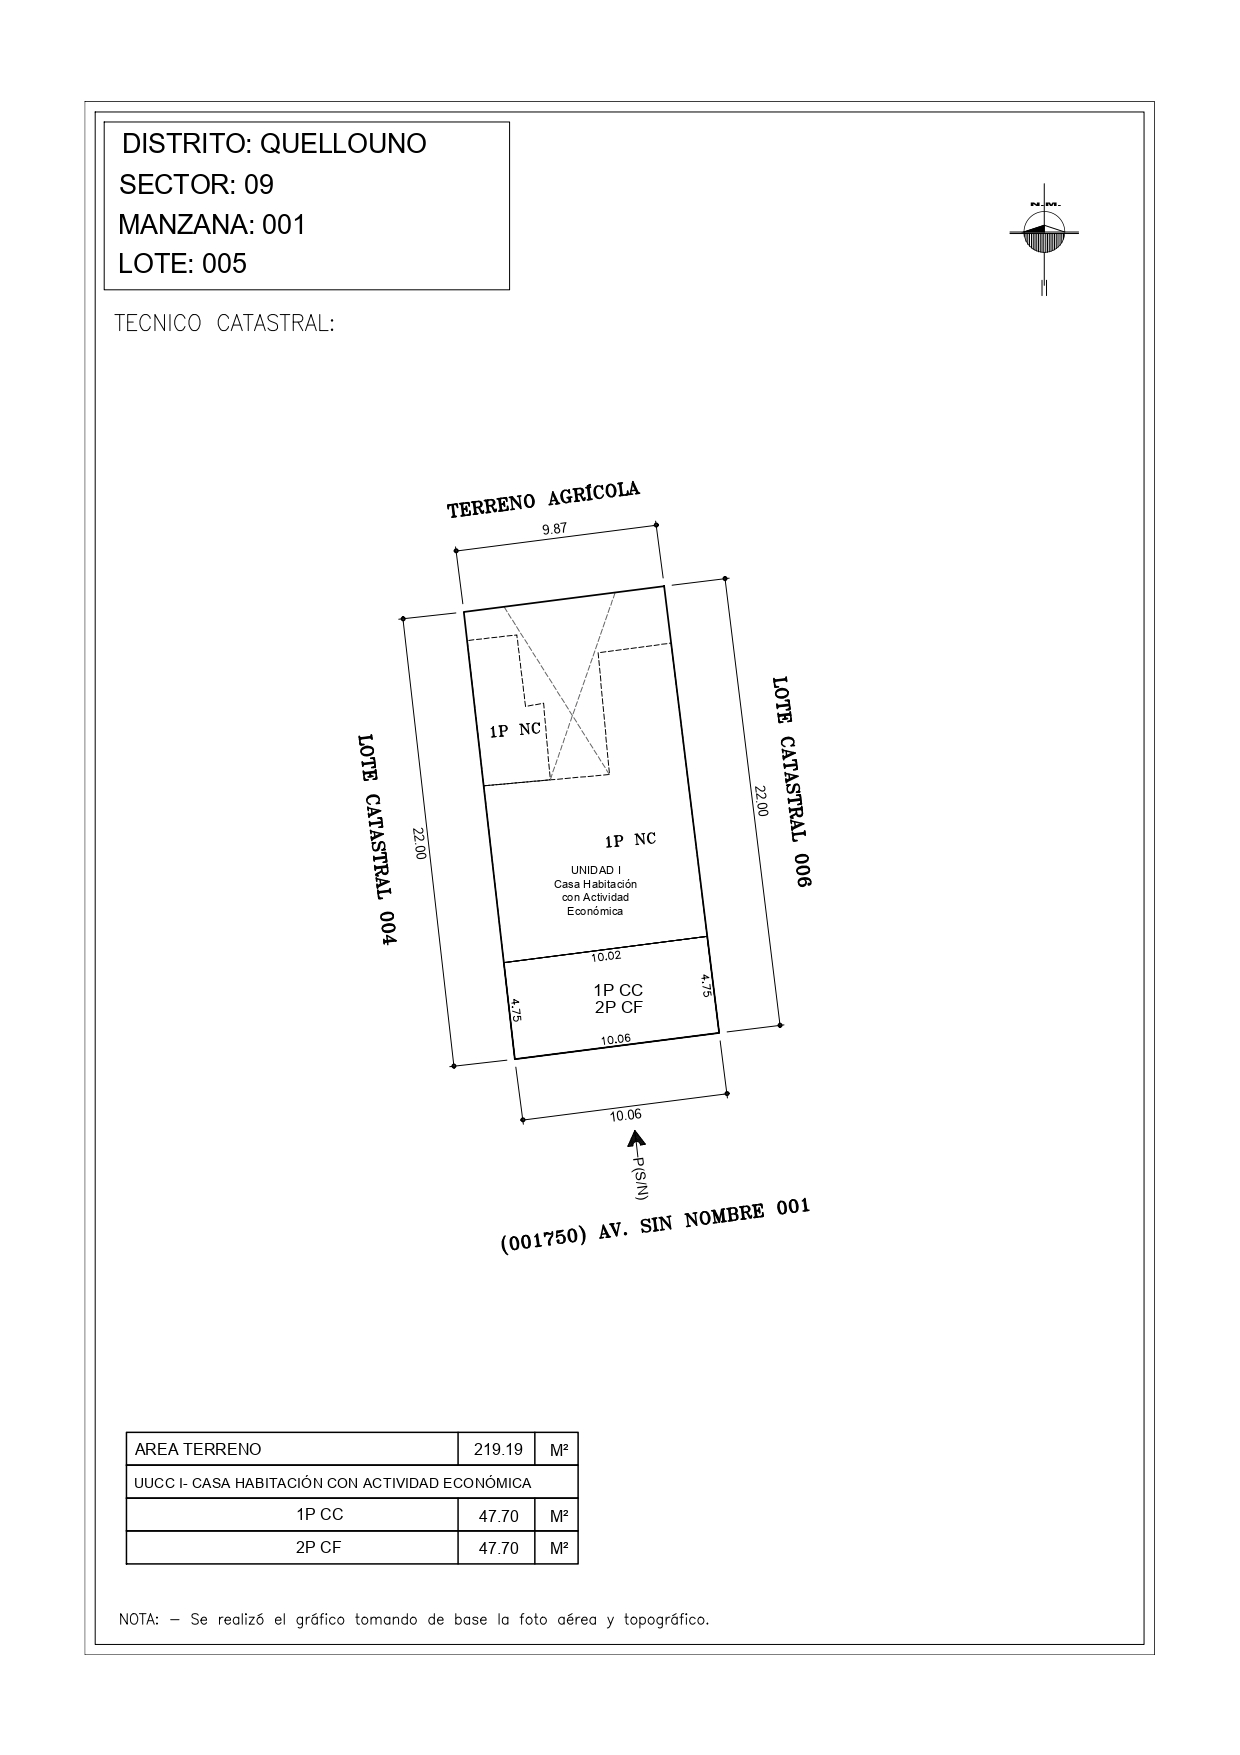 DISTRITO: QUELLOUNO
SECTOR: 09
MANZANA: 001
LOTE: 005
N.M.
TECNICO CATASTRAL:
TERRENO AGRÍCOLA
9.87
LOTE CATASTRAL 004
22.00
1P NC
LOTE CATASTRAL 006
22.00
1P NC
UNIDAD I
Casa Habitación
con Actividad
Económica
10.02
4.75
4.75
1P CC
2P CF
10.06
10.06
P(S/N)
(001750) AV. SIN NOMBRE 001
AREA TERRENO 219.19 M²
UUCC I- CASA HABITACIÓN CON ACTIVIDAD ECONÓMICA
1P CC 47.70 M²
2P CF 47.70 M²
NOTA: – Se realizó el gráfico tomando de base la foto aérea y topográfico.